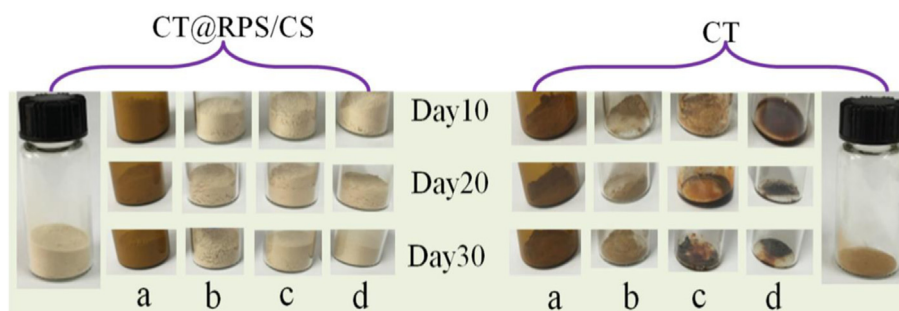 CT@RPS/CS
CT
Day10
Day20
Day30
a b c d
a b c d